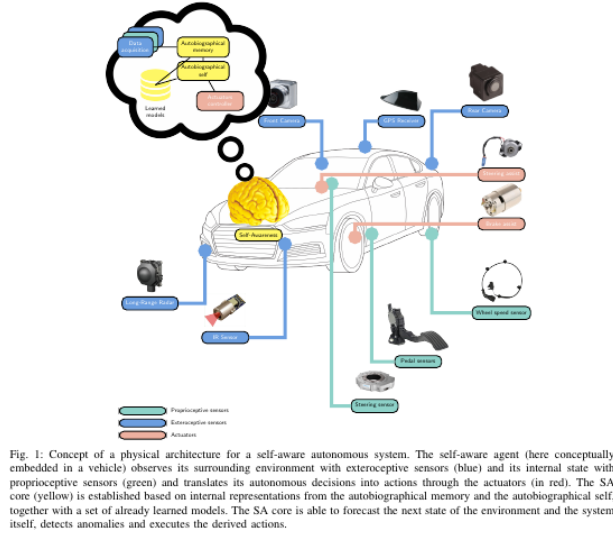 Data
acquisition
Autobiographical
memory
Autobiographical
self
Learned
models
Actuators
Front Camera
GPS Receiver
Rear Camera
Steering
Self-Awareness
Long-Range Radar
IR Sensor
Wheel speed sensor
Pedal sensors
Steering sensor
Proprioceptive sensors
Exteroceptive sensors
Actuators
Fig. 1: Concept of a physical architecture for a self-aware autonomous system. The self-aware agent (here conceptually
embedded in a vehicle) observes its surrounding environment with exteroceptive sensors (blue) and its internal state with
proprioceptive sensors (green) and translates its autonomous decisions into actions through the actuators (in red). The SA
core (yellow) is established based on internal representations from the autobiographical memory and the autobiographical self,
together with a set of already learned models. The SA core is able to forecast the next state of the environment and the system
itself, detects anomalies and executes the derived actions.